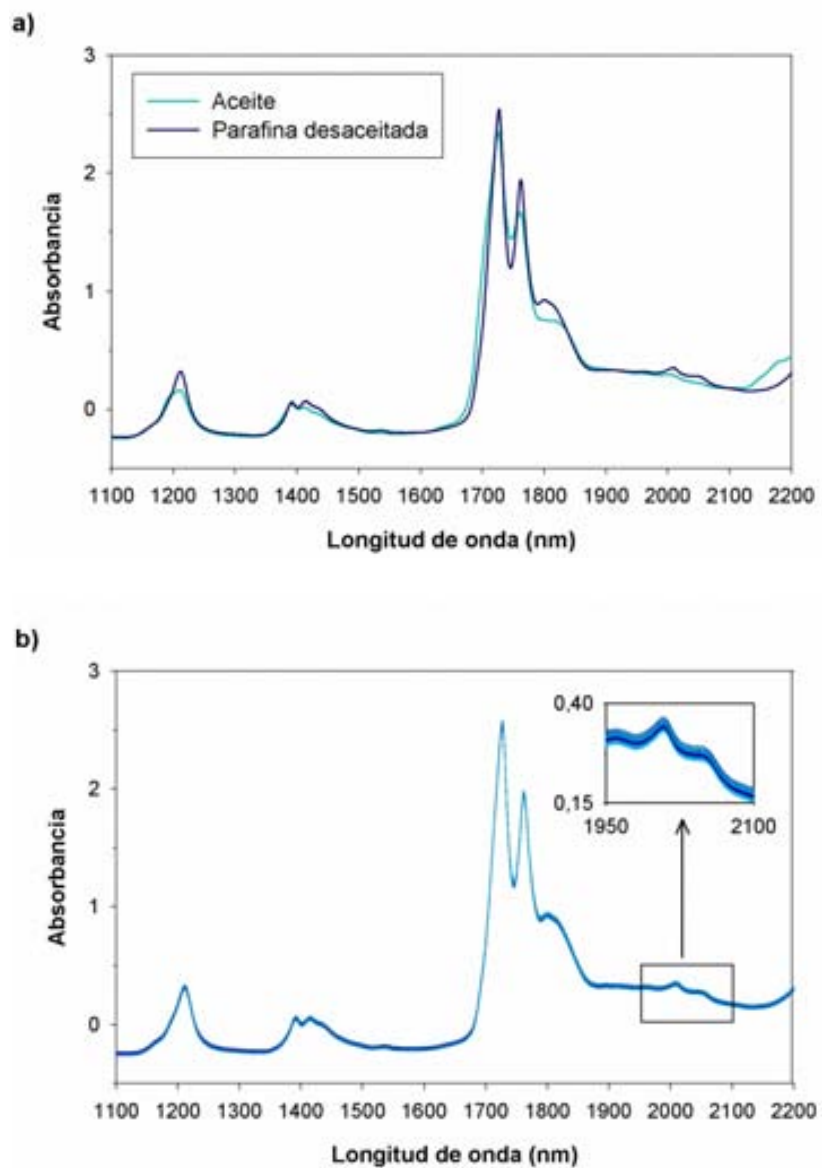 a)
3
2
1
0
Absorbancia
Aceite
Parafina desaceitada
1100 1200 1300 1400 1500 1600 1700 1800 1900 2000 2100 2200
Longitud de onda (nm)
b)
3
2
1
0
Absorbancia
0,40
0,15
1950 2100
1100 1200 1300 1400 1500 1600 1700 1800 1900 2000 2100 2200
Longitud de onda (nm)